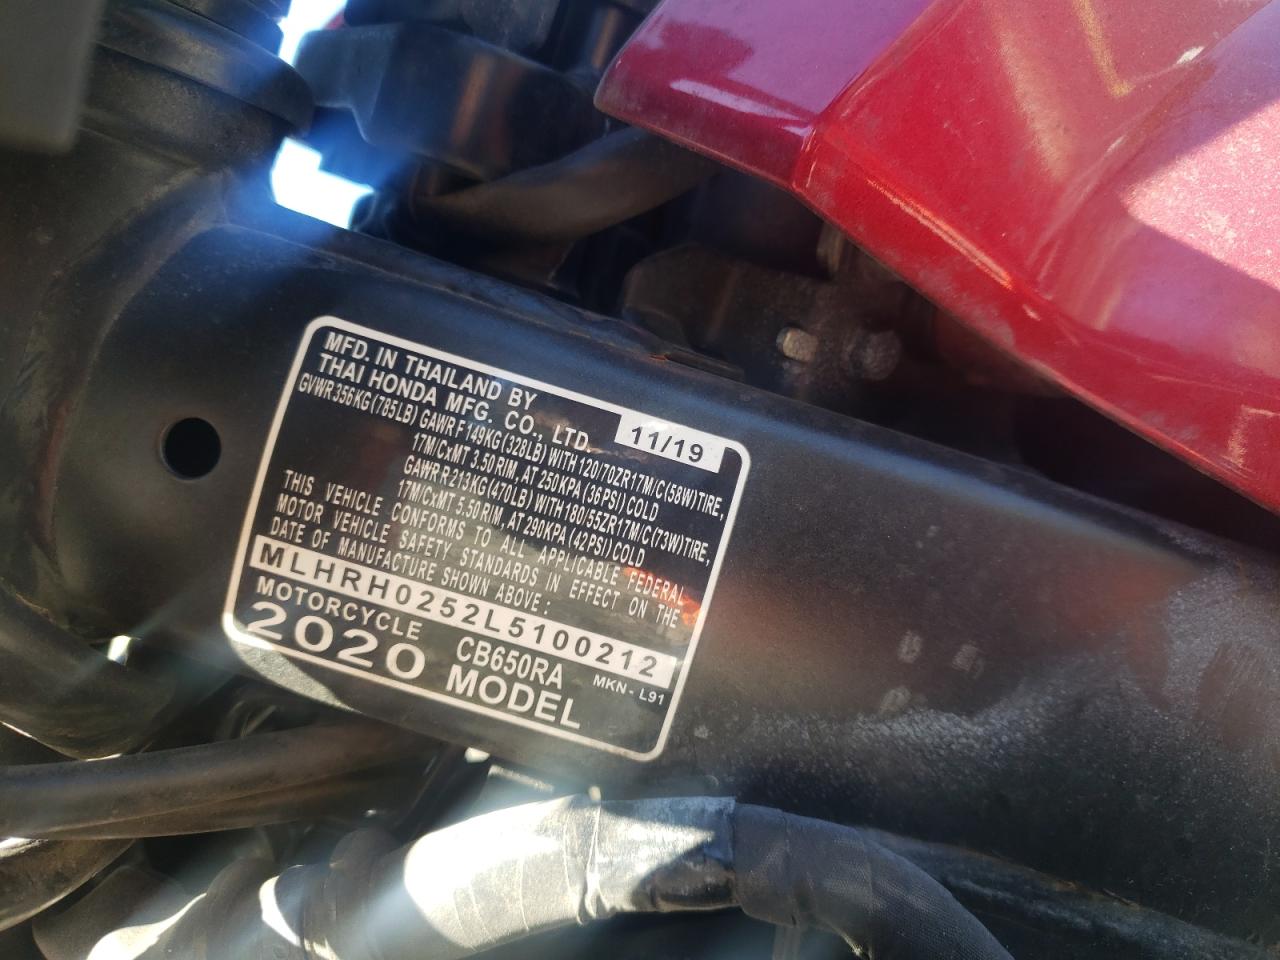 MFD. IN THAILAND BY
THAI HONDA MFG. CO., LTD. 11/19
GVWR 356KG (785LB) GAWR F 149KG (328LB) WITH 120/70ZR17M/C (58W) TIRE,
17M/CxMT 3.50 RIM, AT 250KPA (36PSI) COLD
GAWR R 213KG (470LB) WITH 180/55ZR17M/C (73W) TIRE,
17M/CxMT 5.50 RIM, AT 290KPA (42PSI) COLD
THIS VEHICLE CONFORMS TO ALL APPLICABLE FEDERAL
MOTOR VEHICLE SAFETY STANDARDS IN EFFECT ON THE
DATE OF MANUFACTURE SHOWN ABOVE:
MLHRH0252L5100212
MOTORCYCLE CB650RA MKN-L91
2020 MODEL